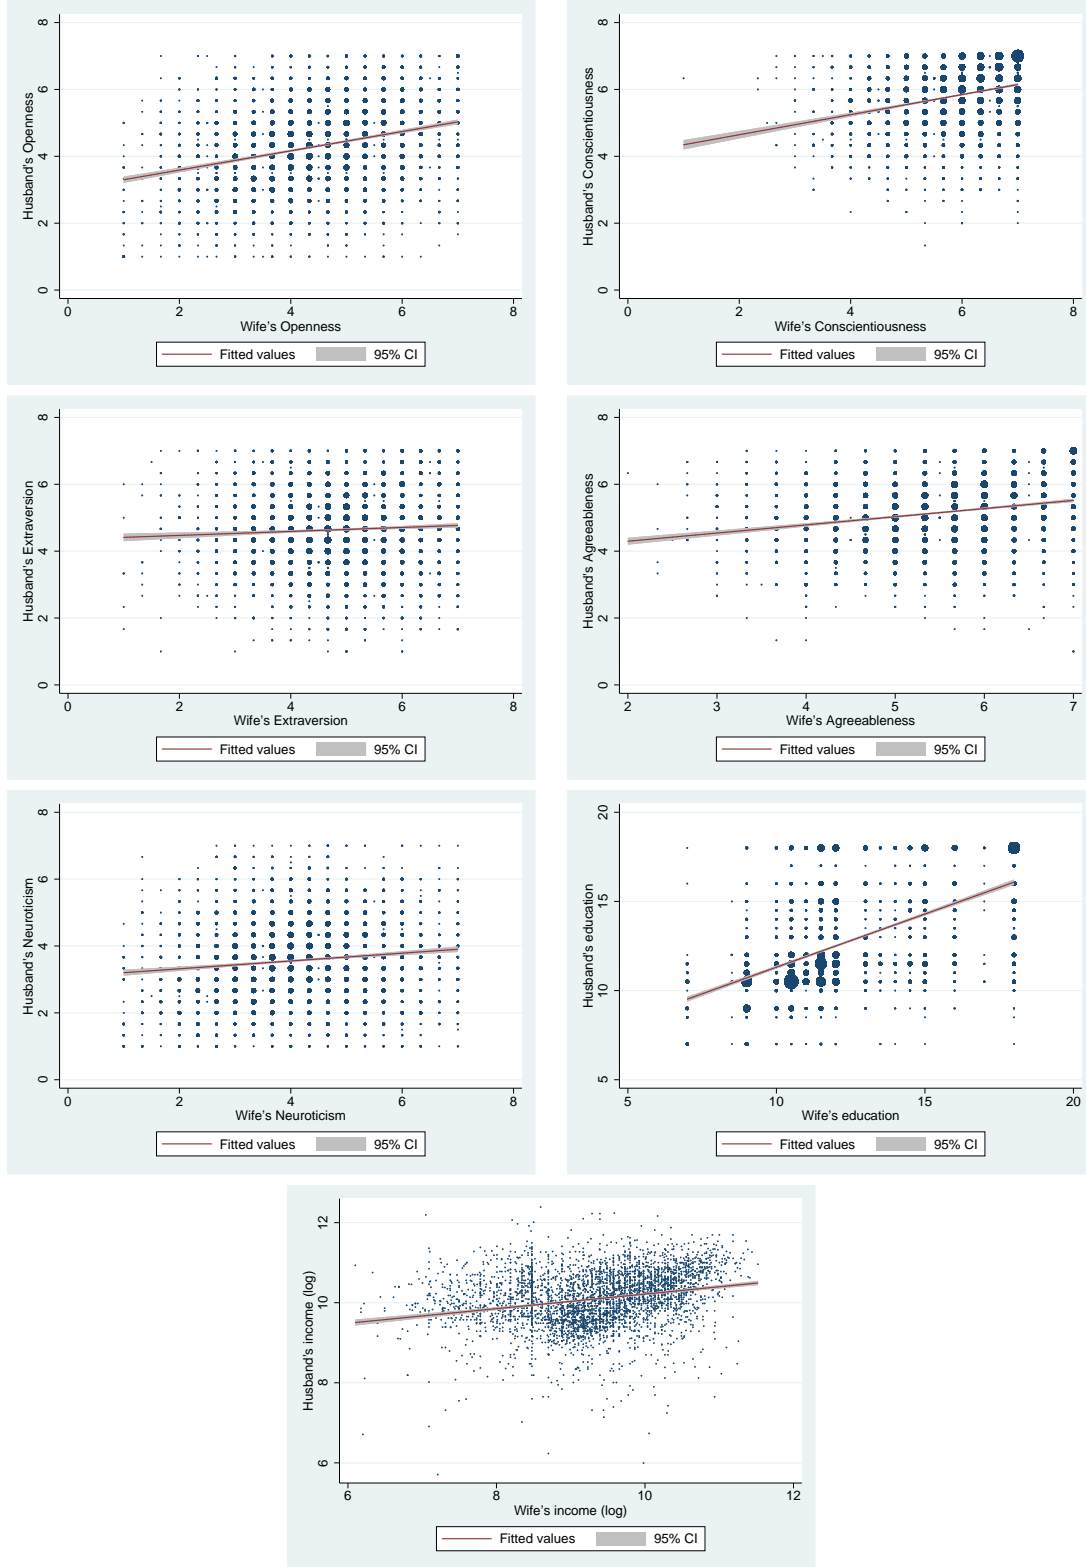 8
6
4
2
0
Husband's Openness
0 2 4 6 8
Wife's Openness
Fitted values 95% CI
8
6
4
2
0
Husband's Conscientiousness
0 2 4 6 8
Wife's Conscientiousness
Fitted values 95% CI
8
6
4
2
0
Husband's Extraversion
0 2 4 6 8
Wife's Extraversion
Fitted values 95% CI
8
6
4
2
0
Husband's Agreeableness
2 3 4 5 6 7
Wife's Agreeableness
Fitted values 95% CI
8
6
4
2
0
Husband's Neuroticism
0 2 4 6 8
Wife's Neuroticism
Fitted values 95% CI
20
15
10
5
Husband's education
5 10 15 20
Wife's education
Fitted values 95% CI
12
10
8
6
Husband's income (log)
6 8 10 12
Wife's income (log)
Fitted values 95% CI